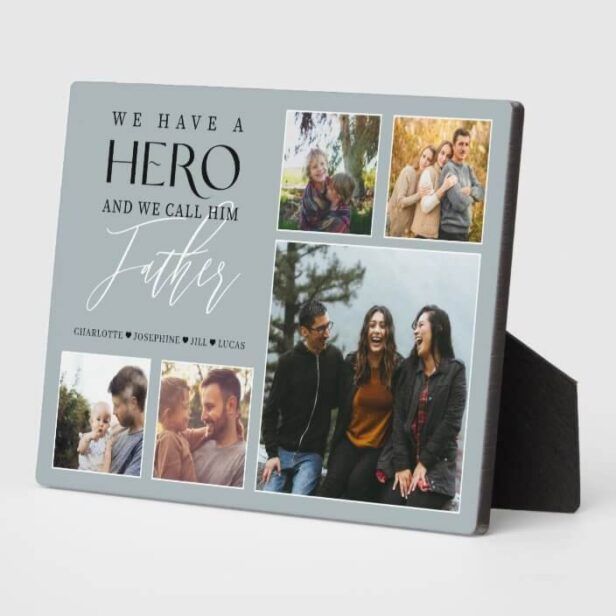 WE HAVE A
HERO
AND WE CALL HIM
Father
CHARLOTTE ♥ JOSEPHINE ♥ JILL ♥ LUCAS